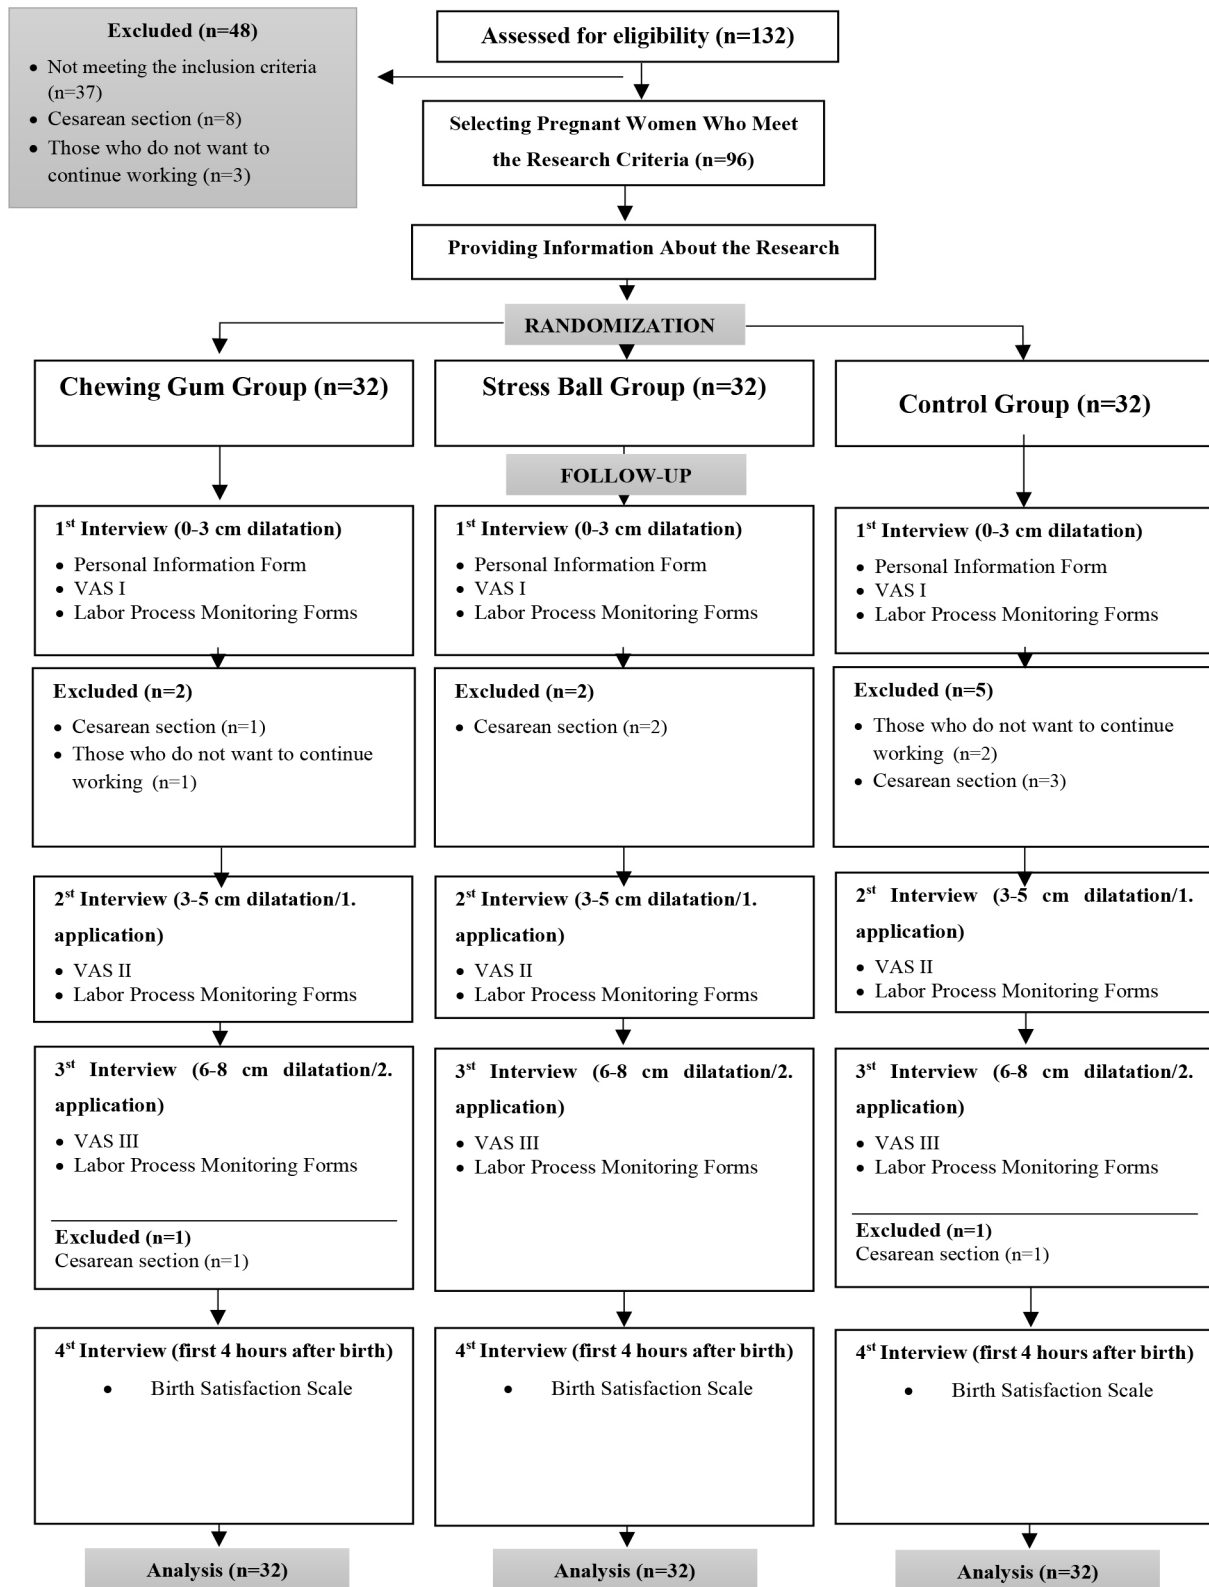 Excluded (n=48)
• Not meeting the inclusion criteria
(n=37)
• Cesarean section (n=8)
• Those who do not want to
continue working (n=3)
Assessed for eligibility (n=132)
Selecting Pregnant Women Who Meet
the Research Criteria (n=96)
Providing Information About the Research
RANDOMIZATION
Chewing Gum Group (n=32)
Stress Ball Group (n=32)
Control Group (n=32)
FOLLOW-UP
1st Interview (0-3 cm dilatation)
• Personal Information Form
• VAS I
• Labor Process Monitoring Forms
1st Interview (0-3 cm dilatation)
• Personal Information Form
• VAS I
• Labor Process Monitoring Forms
1st Interview (0-3 cm dilatation)
• Personal Information Form
• VAS I
• Labor Process Monitoring Forms
Excluded (n=2)
• Cesarean section (n=1)
• Those who do not want to continue
working (n=1)
Excluded (n=2)
• Cesarean section (n=2)
Excluded (n=5)
• Those who do not want to continue
working (n=2)
• Cesarean section (n=3)
2st Interview (3-5 cm dilatation/1.
application)
• VAS II
• Labor Process Monitoring Forms
2st Interview (3-5 cm dilatation/1.
application)
• VAS II
• Labor Process Monitoring Forms
2st Interview (3-5 cm dilatation/1.
application)
• VAS II
• Labor Process Monitoring Forms
3st Interview (6-8 cm dilatation/2.
application)
• VAS III
• Labor Process Monitoring Forms
Excluded (n=1)
Cesarean section (n=1)
3st Interview (6-8 cm dilatation/2.
application)
• VAS III
• Labor Process Monitoring Forms
3st Interview (6-8 cm dilatation/2.
application)
• VAS III
• Labor Process Monitoring Forms
Excluded (n=1)
Cesarean section (n=1)
4st Interview (first 4 hours after birth)
• Birth Satisfaction Scale
4st Interview (first 4 hours after birth)
• Birth Satisfaction Scale
4st Interview (first 4 hours after birth)
• Birth Satisfaction Scale
Analysis (n=32)
Analysis (n=32)
Analysis (n=32)